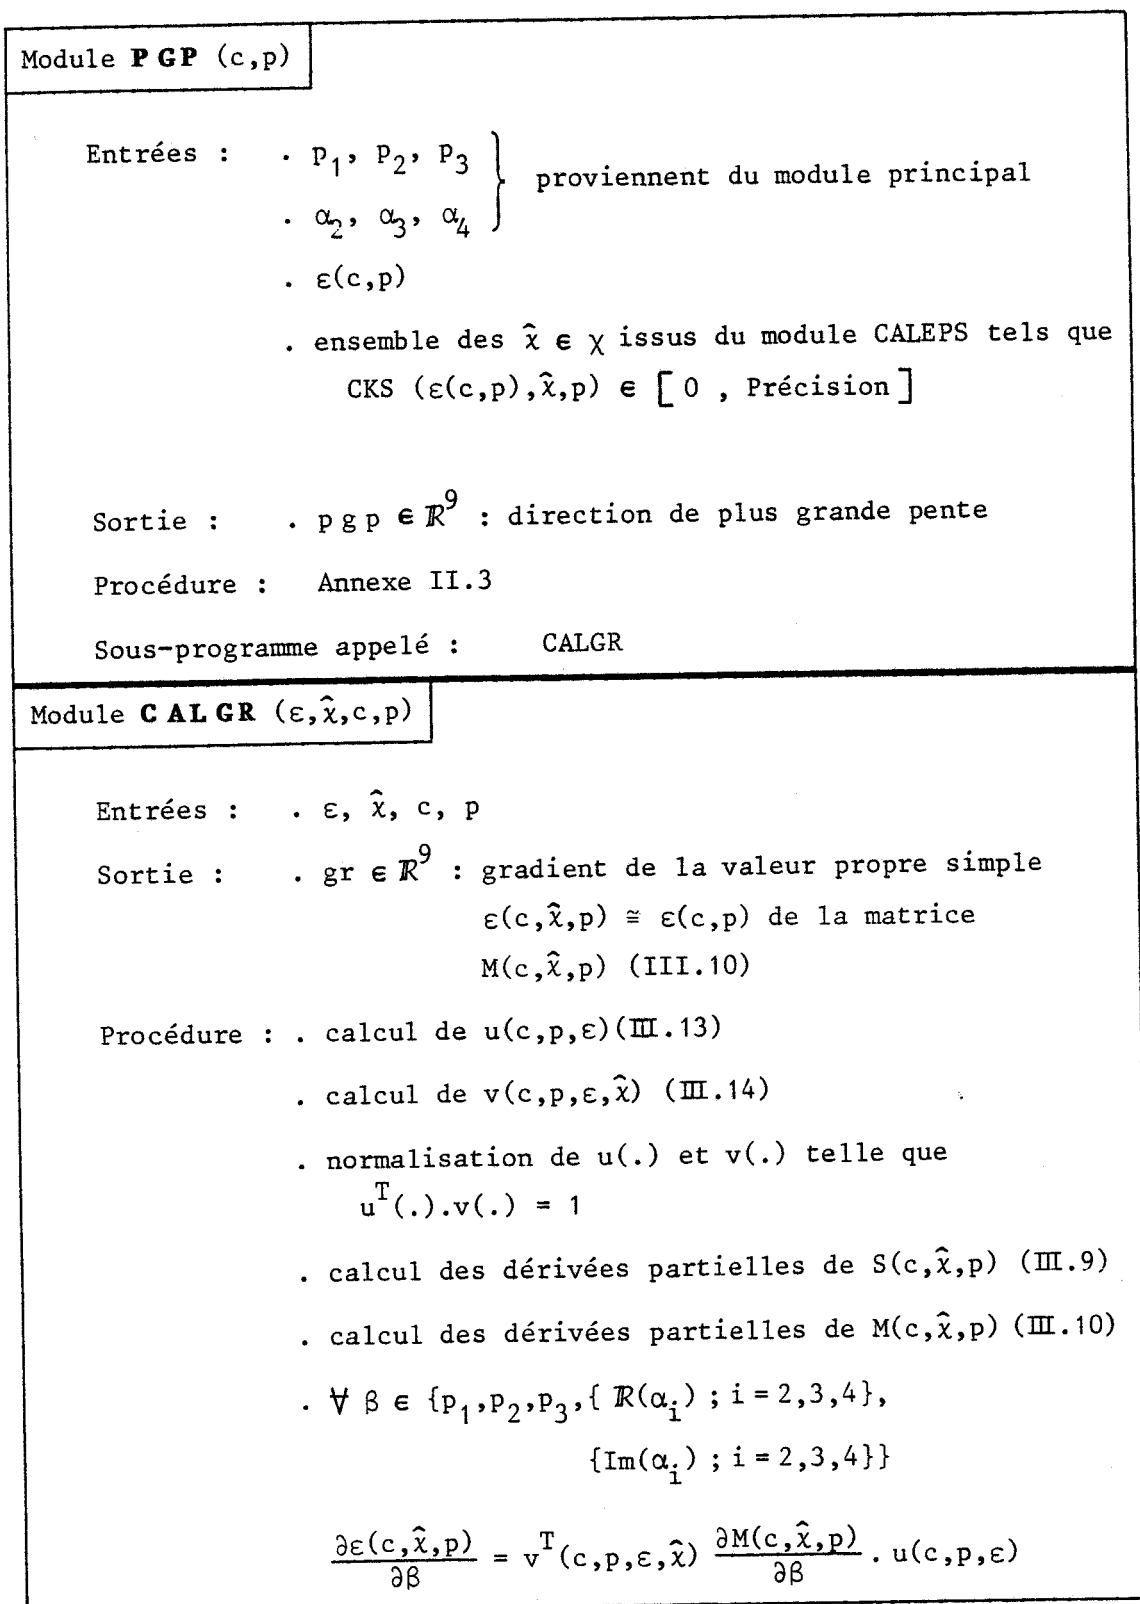 Module PGP (c,p)
Entrées : . p₁, p₂, p₃ } proviennent du module principal
. α₂, α₃, α₄
. ε(c,p)
. ensemble des χ̂ ∈ χ issus du module CALEPS tels que
CKS (ε(c,p),χ̂,p) ∈ [ 0 , Précision ]
Sortie : . p g p ∈ ℝ⁹ : direction de plus grande pente
Procédure : Annexe II.3
Sous-programme appelé : CALGR
Module CALGR (ε,χ̂,c,p)
Entrées : . ε, χ̂, c, p
Sortie : . gr ∈ ℝ⁹ : gradient de la valeur propre simple
ε(c,χ̂,p) ≅ ε(c,p) de la matrice
M(c,χ̂,p) (III.10)
Procédure : . calcul de u(c,p,ε)(III.13)
. calcul de v(c,p,ε,χ̂) (III.14)
. normalisation de u(.) et v(.) telle que
uᵀ(.).v(.) = 1
. calcul des dérivées partielles de S(c,χ̂,p) (III.9)
. calcul des dérivées partielles de M(c,χ̂,p) (III.10)
. ∀ β ∈ {p₁,p₂,p₃,{ ℝ(αᵢ) ; i = 2,3,4},
{Im(αᵢ) ; i = 2,3,4}}
∂ε(c,χ̂,p)/∂β = vᵀ(c,p,ε,χ̂) ∂M(c,χ̂,p)/∂β . u(c,p,ε)